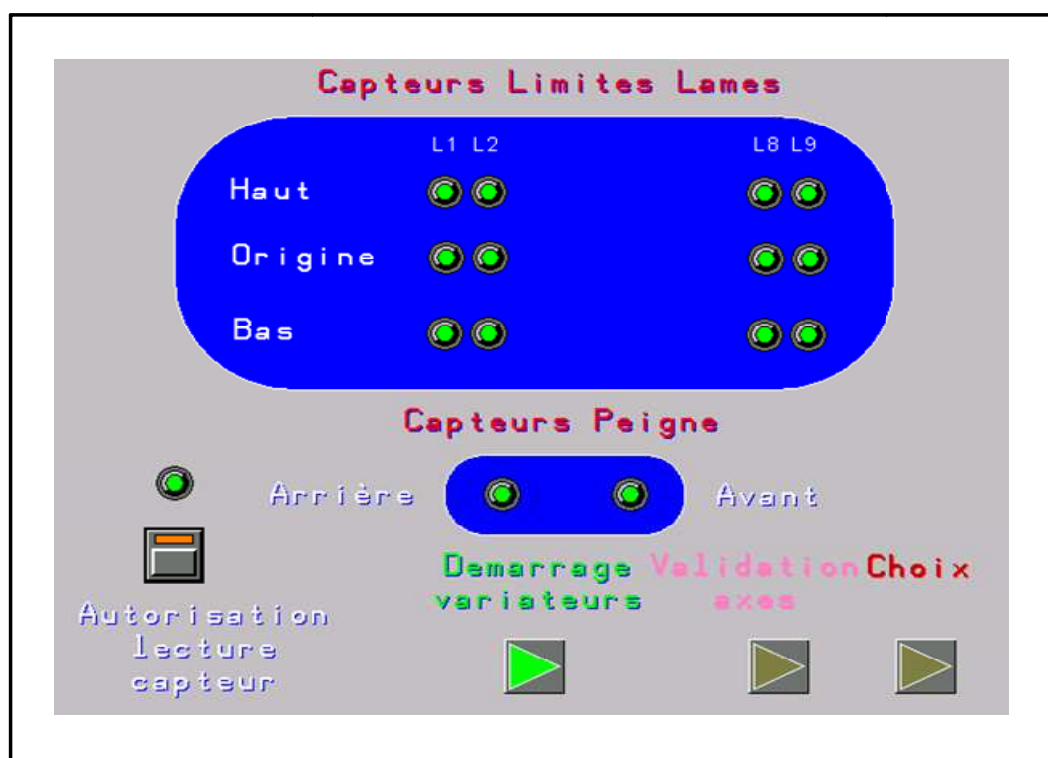 Capteurs Limites Lames
L1 L2 L8 L9
Haut
Origine
Bas
Capteurs Peigne
Arrière Avant
Demarrage
variateurs
Validation
axes
Choix
Autorisation
lecture
capteur